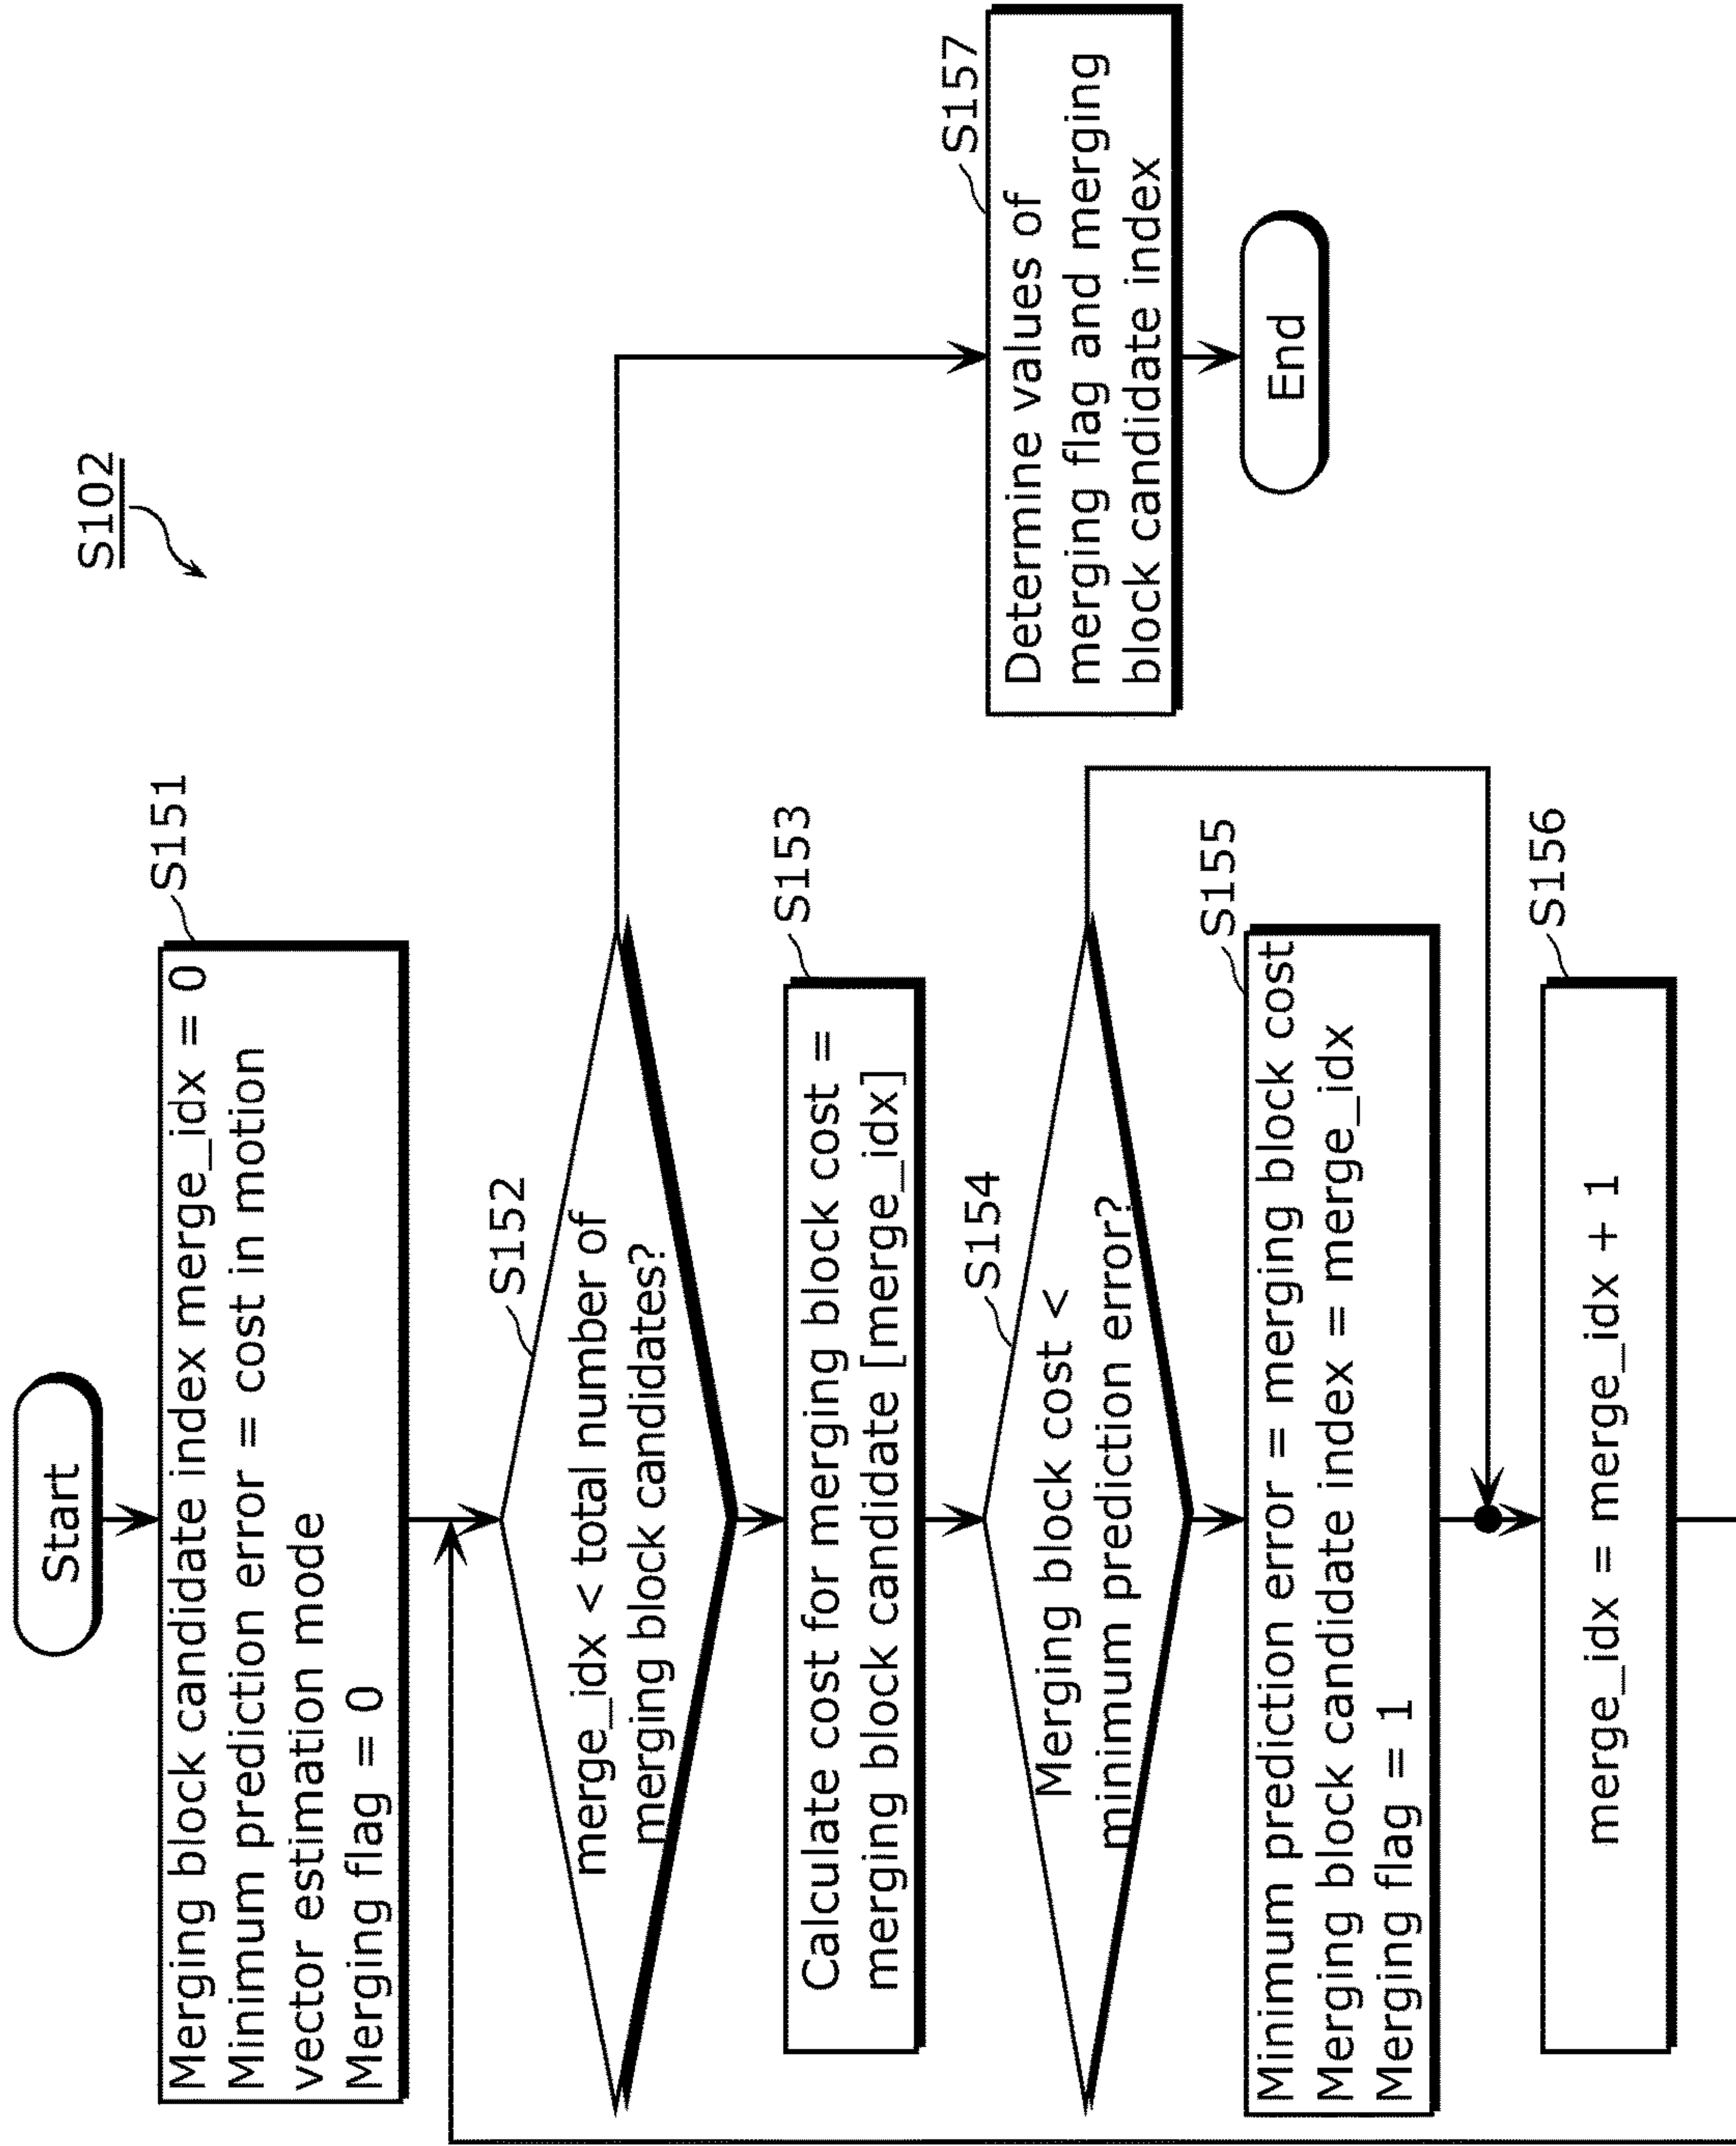 S102
Start
S151
Merging block candidate index merge_idx = 0
Minimum prediction error = cost in motion
vector estimation mode
Merging flag = 0
S152
merge_idx < total number of
merging block candidates?
S153
Calculate cost for merging block cost =
merging block candidate [merge_idx]
S154
Merging block cost <
minimum prediction error?
S155
Minimum prediction error = merging block cost
Merging block candidate index = merge_idx
Merging flag = 1
S156
merge_idx = merge_idx + 1
S157
Determine values of
merging flag and merging
block candidate index
End